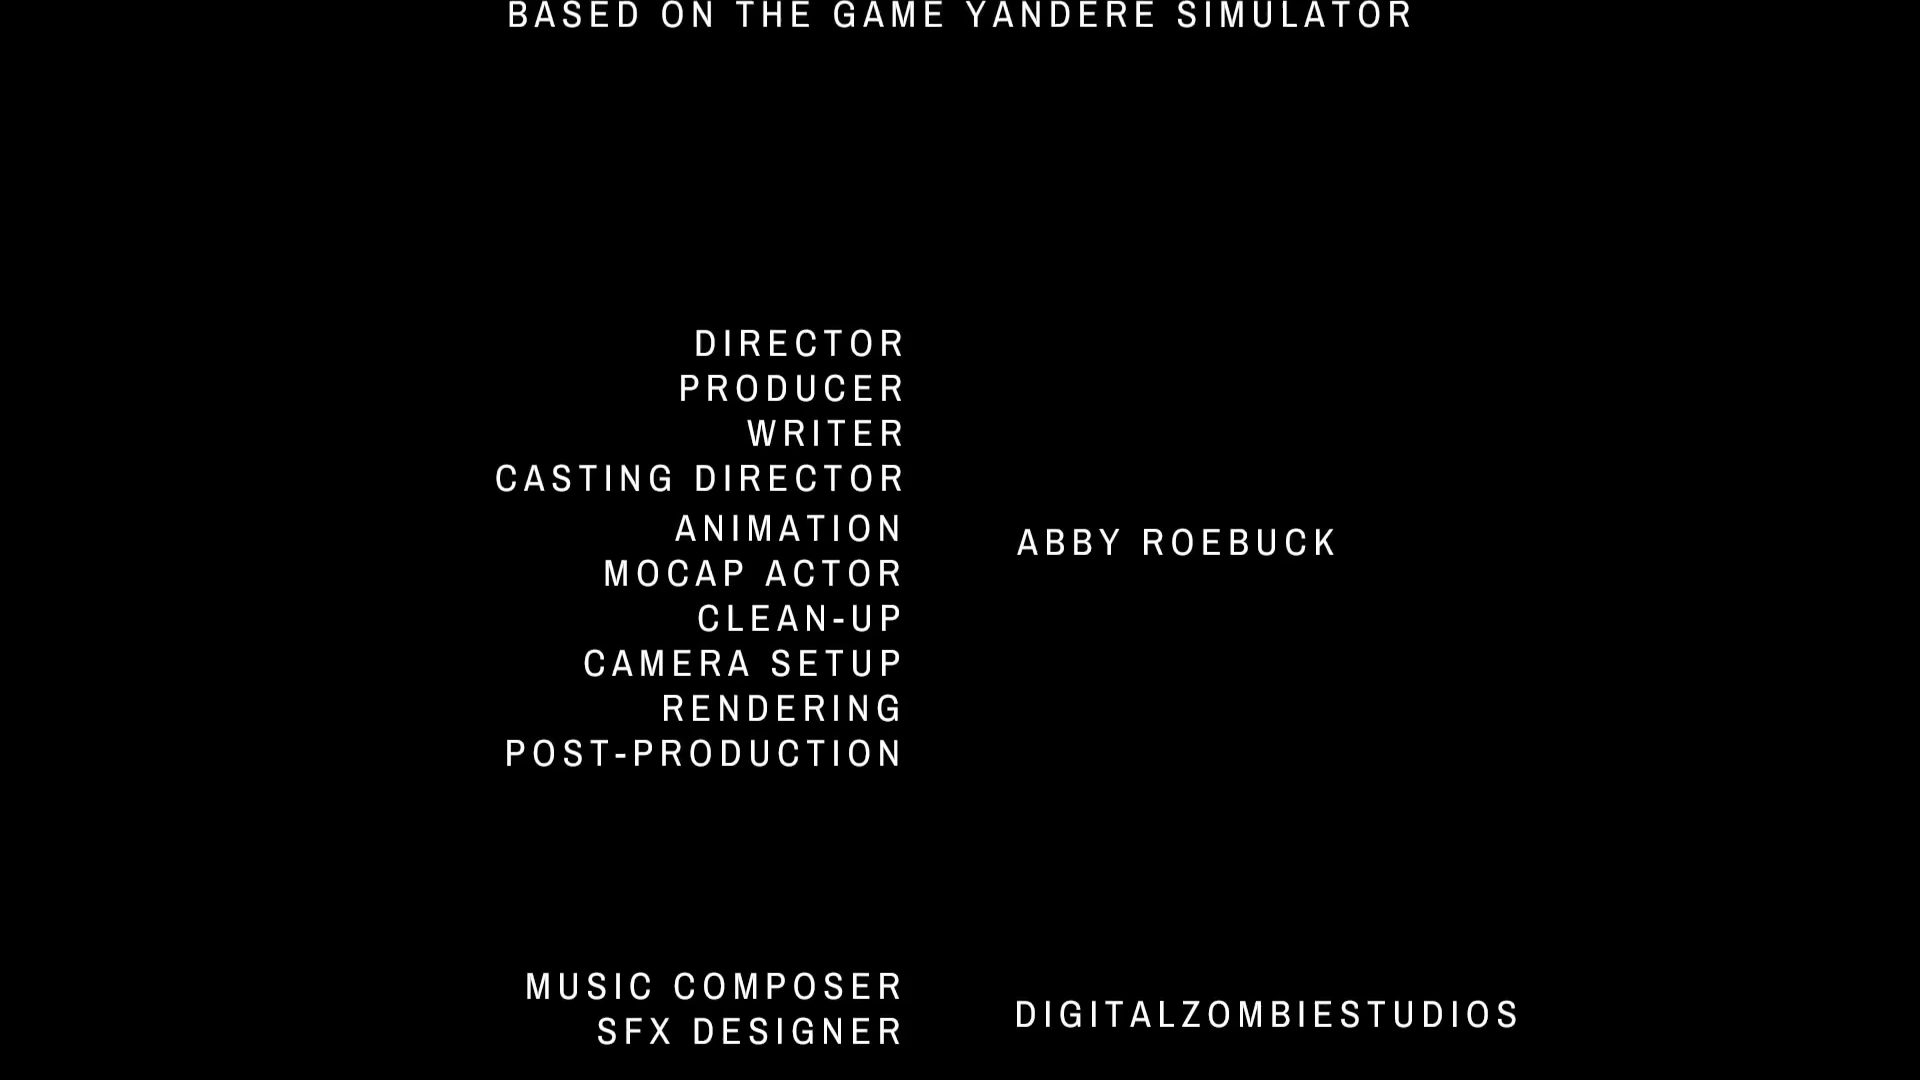 BASED ON THE GAME YANDERE SIMULATOR
DIRECTOR
PRODUCER
WRITER
CASTING DIRECTOR
ANIMATION
ABBY ROEBUCK
MOCAP ACTOR
CLEAN-UP
CAMERA SETUP
RENDERING
POST-PRODUCTION
MUSIC COMPOSER
DIGITALZOMBIESTUDIOS
SFX DESIGNER